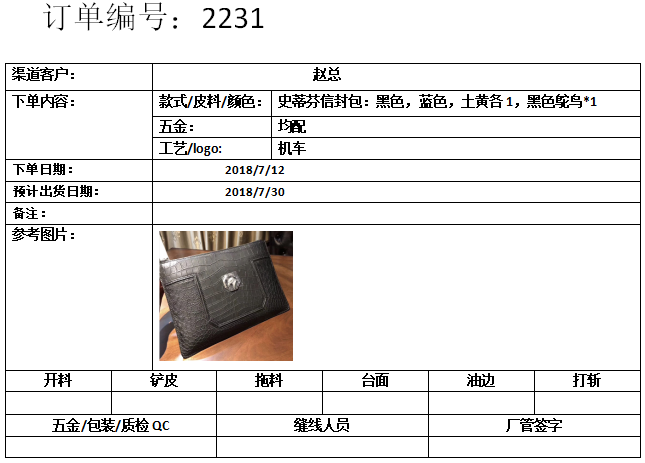 订单编号：2231
渠道客户： 赵总
下单内容： 款式/皮料/颜色： 史蒂芬信封包：黑色，蓝色，土黄各1，黑色鸵鸟*1
五金： 均配
工艺/logo: 机车
下单日期： 2018/7/12
预计出货日期： 2018/7/30
备注：
参考图片：
开料 铲皮 拖料 台面 油边 打斩
五金/包装/质检QC 缝线人员 厂管签字